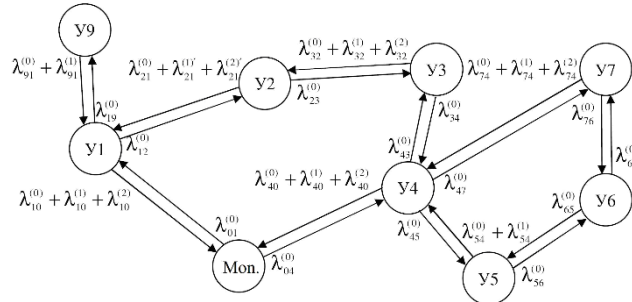 У9
λ₉₁⁽⁰⁾ + λ₉₁⁽¹⁾
λ₁₉⁽⁰⁾
λ₂₁⁽⁰⁾ + λ₂₁⁽¹⁾′ + λ₂₁⁽²⁾′
У2
λ₂₃⁽⁰⁾
λ₃₂⁽⁰⁾ + λ₃₂⁽¹⁾ + λ₃₂⁽²⁾
У3
λ₃₄⁽⁰⁾
λ₇₄⁽⁰⁾ + λ₇₄⁽¹⁾ + λ₇₄⁽²⁾
У7
λ₇₆⁽⁰⁾
У1
λ₁₂⁽⁰⁾
λ₄₃⁽⁰⁾
λ₁₀⁽⁰⁾ + λ₁₀⁽¹⁾ + λ₁₀⁽²⁾
λ₀₁⁽⁰⁾
λ₄₀⁽⁰⁾ + λ₄₀⁽¹⁾ + λ₄₀⁽²⁾
У4
λ₄₇⁽⁰⁾
λ₄₅⁽⁰⁾
λ₅₄⁽⁰⁾ + λ₅₄⁽¹⁾
λ₆₅⁽⁰⁾
У6
Mon.
λ₀₄⁽⁰⁾
У5
λ₅₆⁽⁰⁾